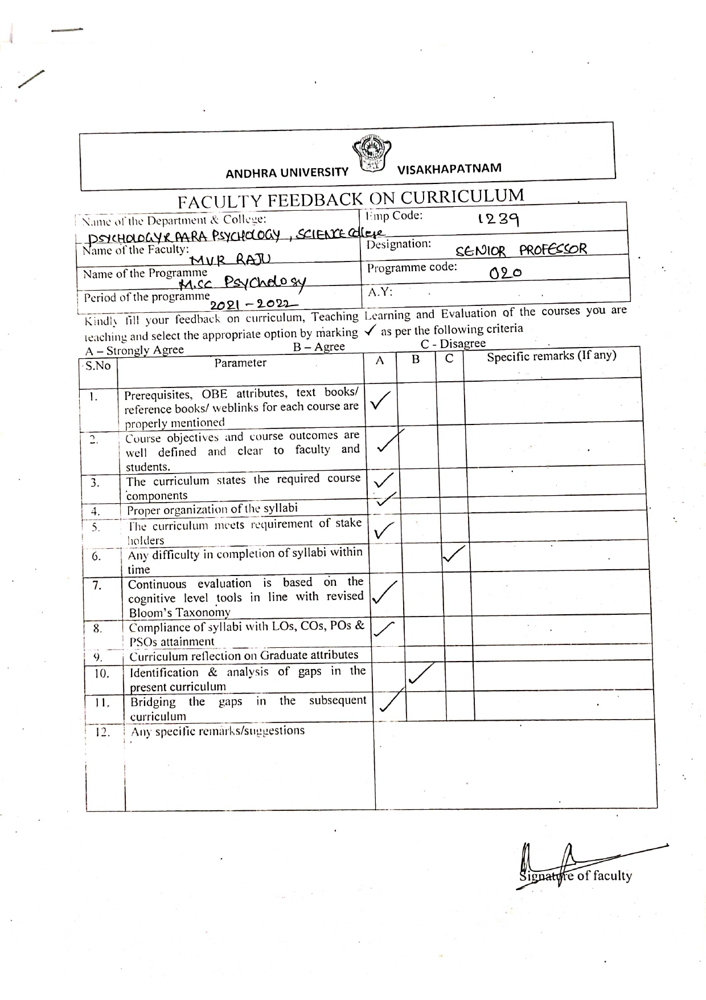 ANDHRA UNIVERSITY VISAKHAPATNAM
FACULTY FEEDBACK ON CURRICULUM
Name of the Department & College:
PSYCHOLOGY & PARA PSYCHOLOGY, SCIENCE College
Emp Code: 1239
Name of the Faculty: MVR RAJU
Designation: SENIOR PROFESSOR
Name of the Programme M.SC Psychology
Programme code: 020
Period of the programme 2021-2022
A.Y:
Kindly fill your feedback on curriculum, Teaching Learning and Evaluation of the courses you are
teaching and select the appropriate option by marking ✓ as per the following criteria
A – Strongly Agree B – Agree C - Disagree
S.No Parameter A B C Specific remarks (If any)
1. Prerequisites, OBE attributes, text books/ ✓
reference books/ weblinks for each course are
properly mentioned
2. Course objectives and course outcomes are ✓
well defined and clear to faculty and
students.
3. The curriculum states the required course ✓
components
4. Proper organization of the syllabi ✓
5. The curriculum meets requirement of stake ✓
holders
6. Any difficulty in completion of syllabi within ✓
time
7. Continuous evaluation is based on the ✓
cognitive level tools in line with revised
Bloom's Taxonomy
8. Compliance of syllabi with LOs, COs, POs & ✓
PSOs attainment
9. Curriculum reflection on Graduate attributes
10. Identification & analysis of gaps in the ✓
present curriculum
11. Bridging the gaps in the subsequent ✓
curriculum
12. Any specific remarks/suggestions
Signature of faculty